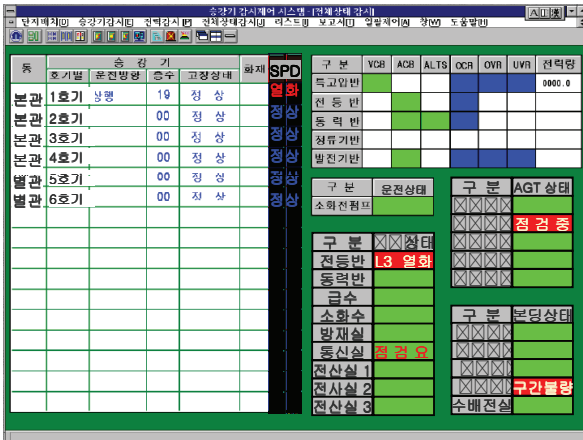 승강기 감시제어 시스템-[전체상태 감시]
단지배치[D] 승강기감시[E] 전력감시[P] 전체상태감시[J] 리스트[I] 보고서[T] 일괄제어[A] 창[W] 도움말[H]
동 승 강 기 화재 SPD
호기별 운전방향 층수 고장상태
본관 1호기 상행 19 정 상 열화
본관 2호기 00 정 상 정상
본관 3호기 00 정 상 정상
본관 4호기 00 정 상 정상
별관 5호기 00 정 상 정상
별관 6호기 00 정 상 정상
구 분 VCB ACB ALTS OCR OVR UVR 전력량
특고압반 0000.0
전 등 반
동 력 반
정류기반
발전기반
구 분 운전상태
소화전펌프
구 분 상태
전등반 L3 열화
동력반
급수
소화수
방재실
통신실 점 검 요
전산실 1
전사실 2
전산실 3
구 분 AGT 상태
점 검 중
구 분 본딩상태
구간불량
수배전실